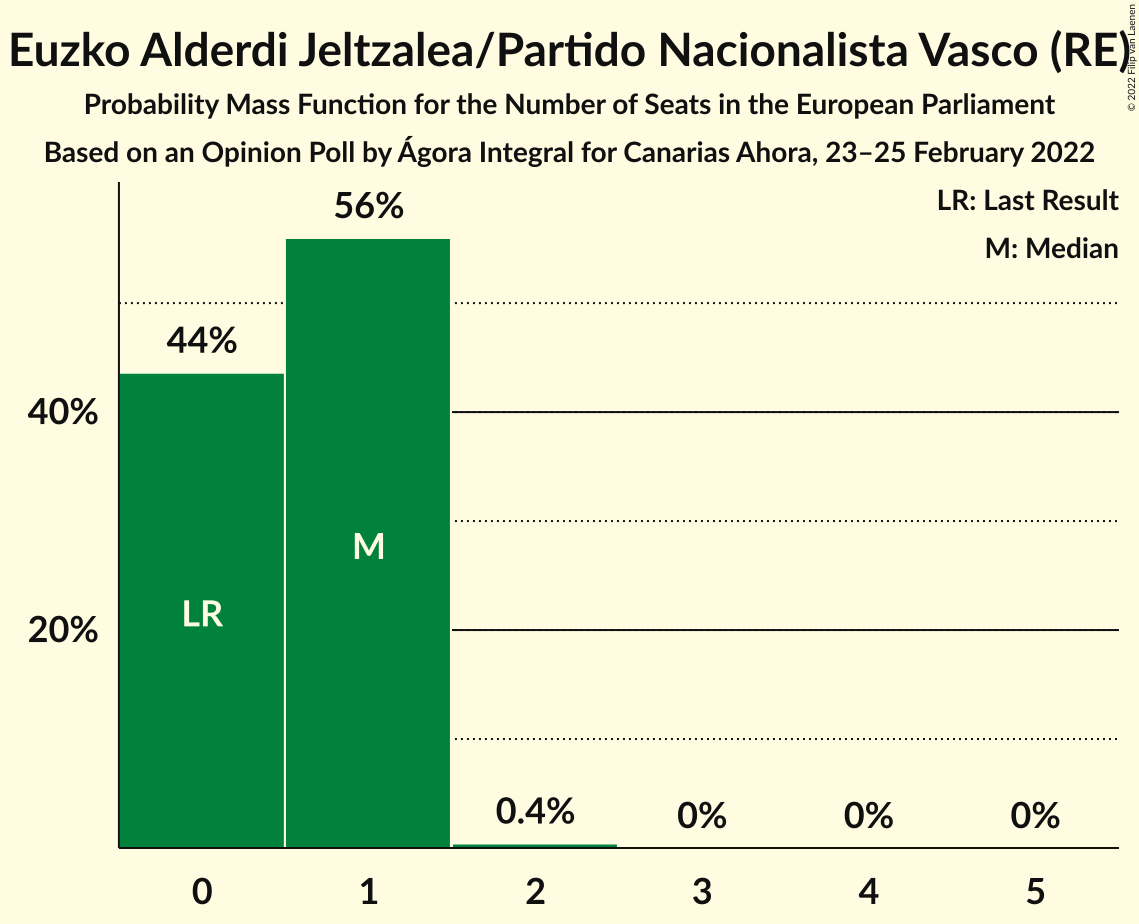 Euzko Alderdi Jeltzalea/Partido Nacionalista Vasco (RE)
© 2022 Filip van Laenen
Probability Mass Function for the Number of Seats in the European Parliament
Based on an Opinion Poll by Ágora Integral for Canarias Ahora, 23–25 February 2022
LR: Last Result
M: Median
56%
44%
40%
M
LR
20%
0.4%
0%
0%
0%
0
1
2
3
4
5